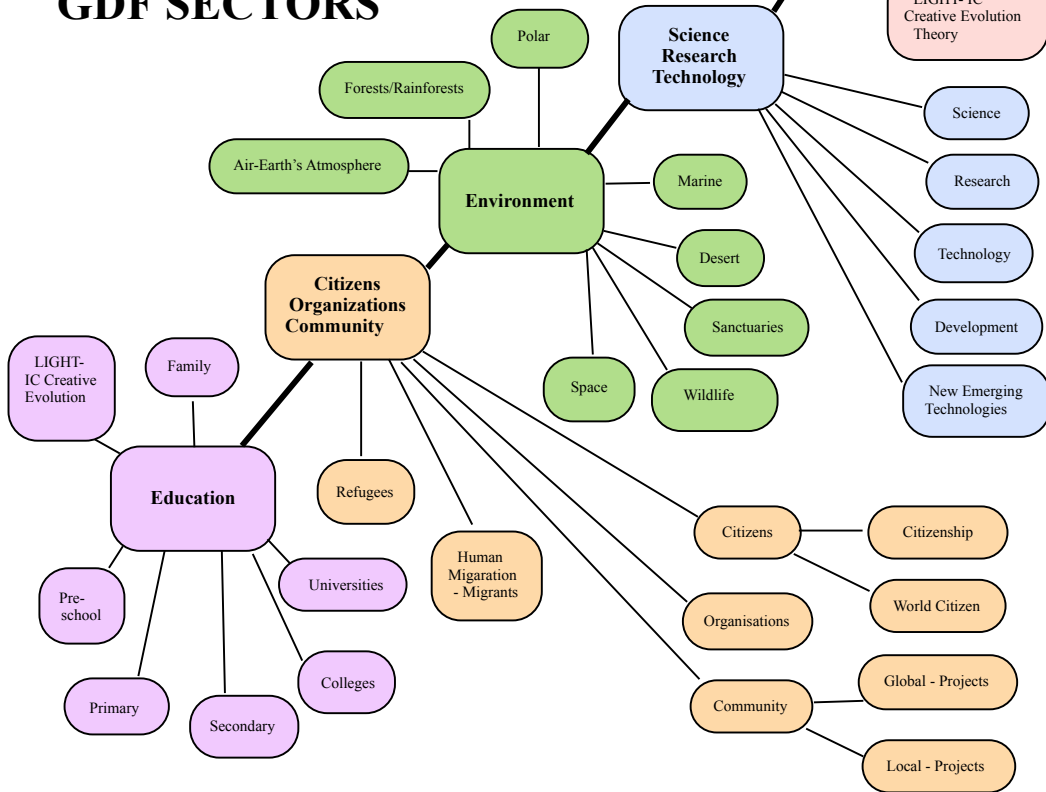 GDF SECTORS
LIGHT-IC
Creative Evolution
Theory
Polar
Science
Research
Technology
Forests/Rainforests
Science
Air-Earth's Atmosphere
Marine
Research
Environment
Desert
Technology
Citizens
Organizations
Community
Sanctuaries
Development
LIGHT-
IC Creative
Evolution
Family
Space
Wildlife
New Emerging
Technologies
Education
Refugees
Citizens
Citizenship
Human
Migaration
- Migrants
Universities
Pre-
school
Organisations
World Citizen
Colleges
Global - Projects
Primary
Secondary
Community
Local - Projects